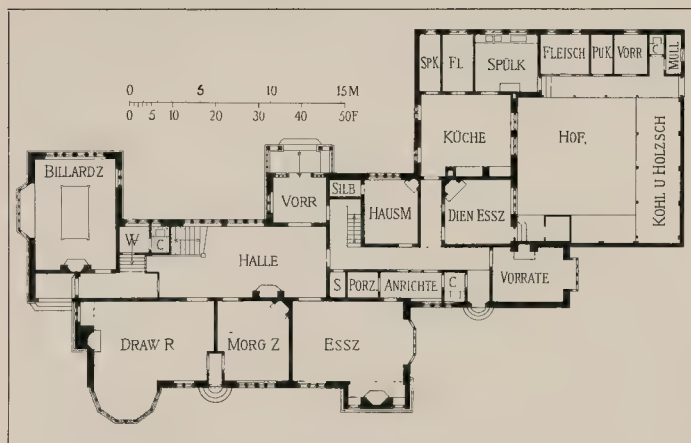 SPK
FL
SPÜLK
FLEISCH
PUK
VORR
C
MÜLL
0 5 10 15 M
0 5 10 20 30 40 50F
KÜCHE
HOF,
KOHL U HOLZSCH
BILLARDZ
VORR
SILB
HAUSM
DIEN ESSZ
W
C
HALLE
VORRATE
S
PORZ.
ANRICHTE
C
DRAW R
MORG Z
ESSZ